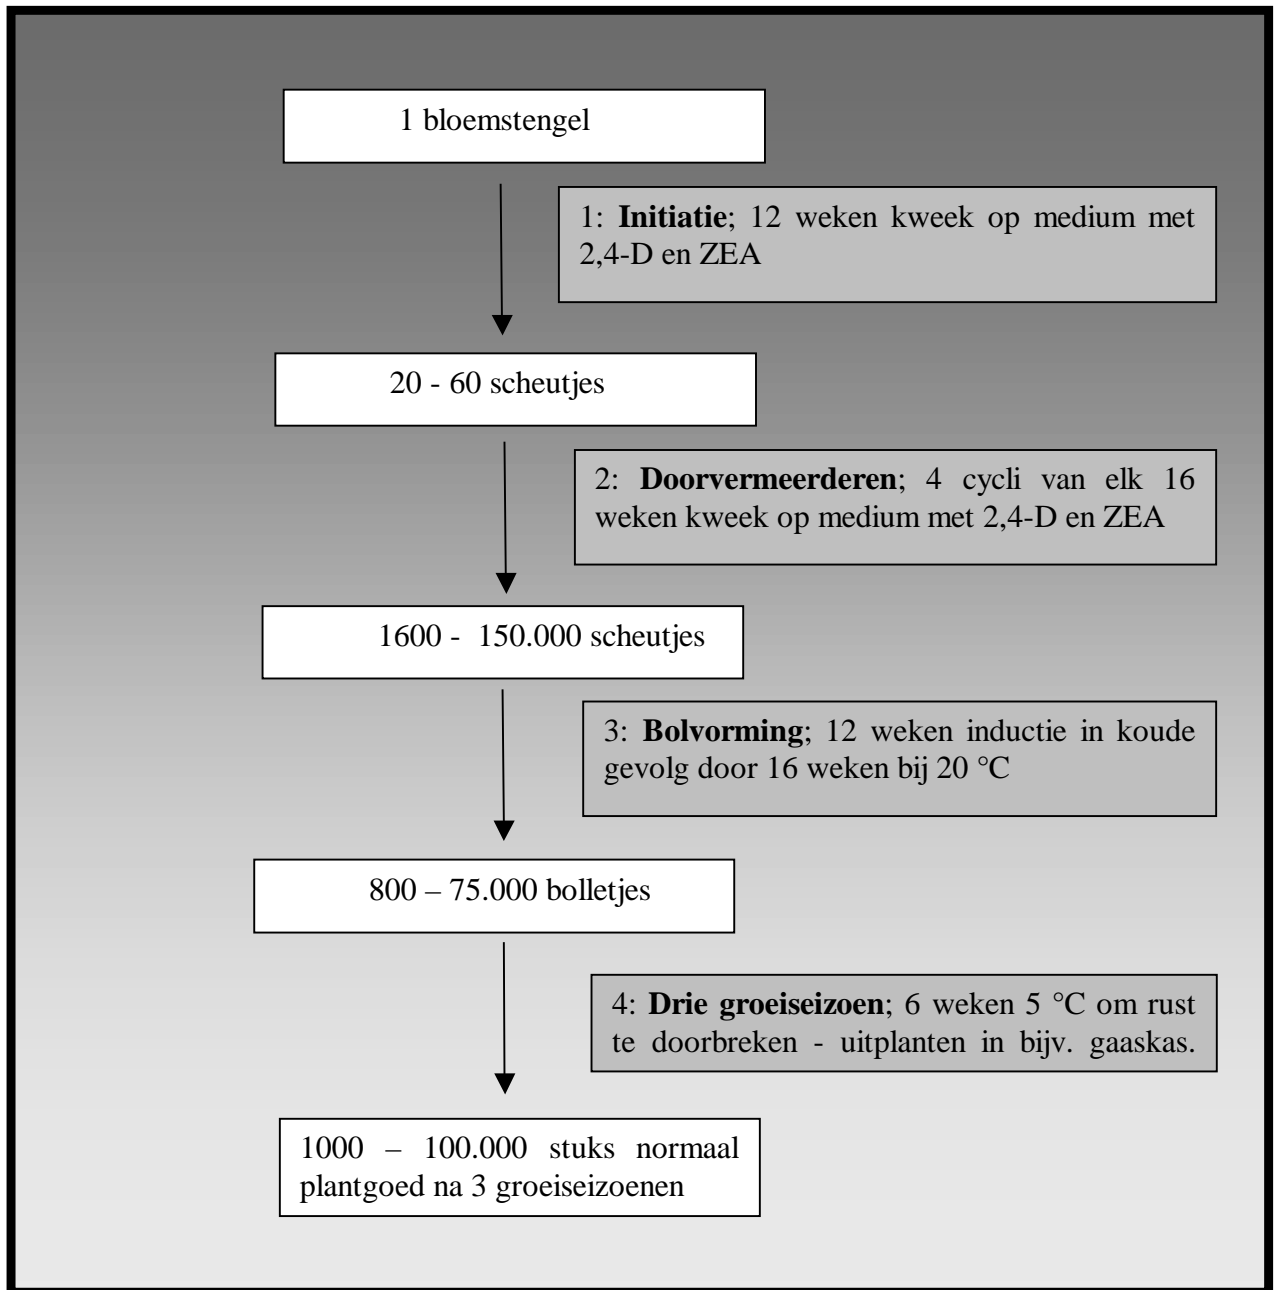 1 bloemstengel
1: Initiatie; 12 weken kweek op medium met
2,4-D en ZEA
20 - 60 scheutjes
2: Doorvermeerderen; 4 cycli van elk 16
weken kweek op medium met 2,4-D en ZEA
1600 - 150.000 scheutjes
3: Bolvorming; 12 weken inductie in koude
gevolg door 16 weken bij 20 °C
800 – 75.000 bolletjes
4: Drie groeiseizoen; 6 weken 5 °C om rust
te doorbreken - uitplanten in bijv. gaaskas.
1000 – 100.000 stuks normaal
plantgoed na 3 groeiseizoenen